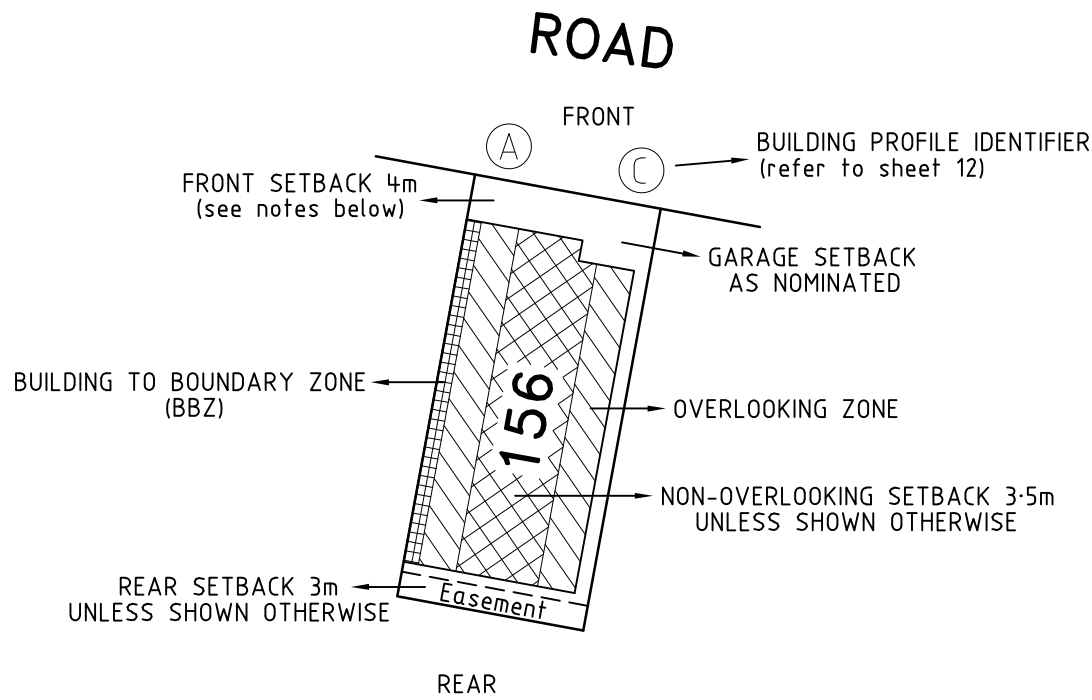 ROAD
FRONT
A
C
BUILDING PROFILE IDENTIFIER
(refer to sheet 12)
FRONT SETBACK 4m
(see notes below)
GARAGE SETBACK
AS NOMINATED
BUILDING TO BOUNDARY ZONE
(BBZ)
156
OVERLOOKING ZONE
NON-OVERLOOKING SETBACK 3·5m
UNLESS SHOWN OTHERWISE
REAR SETBACK 3m
UNLESS SHOWN OTHERWISE
Easement
REAR